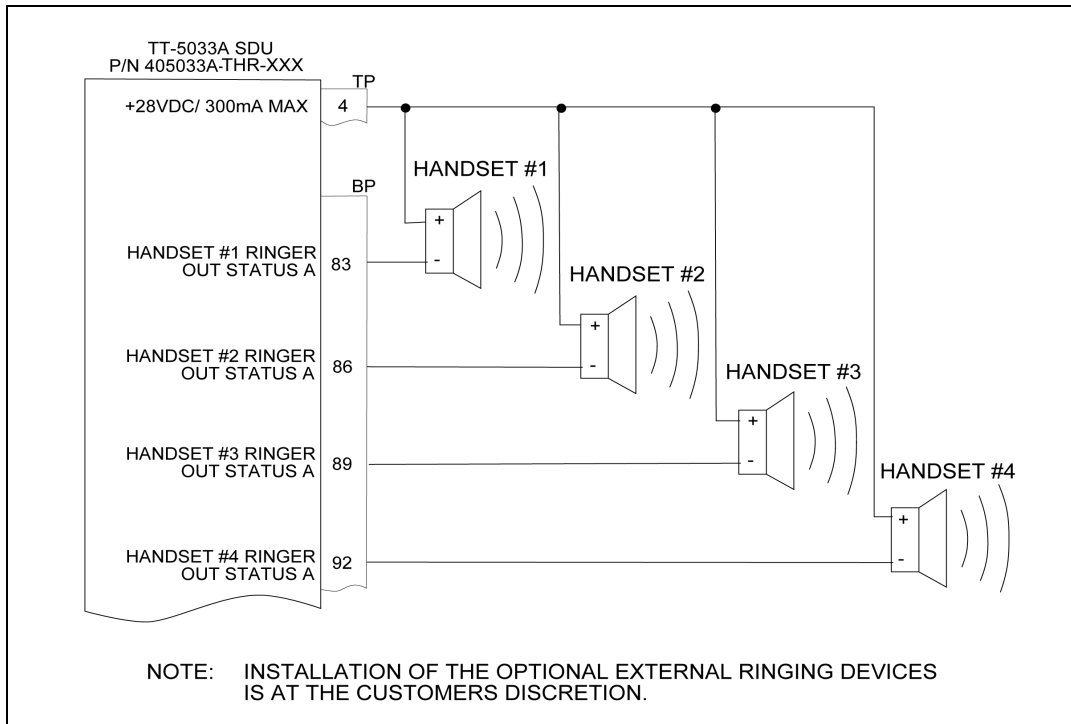 TT-5033A SDU
P/N 405033A-THR-XXX
TP
+28VDC/ 300mA MAX
4
HANDSET #1
BP
+
-
HANDSET #1 RINGER
OUT STATUS A
83
HANDSET #2
+
-
HANDSET #2 RINGER
OUT STATUS A
86
HANDSET #3
+
-
HANDSET #3 RINGER
OUT STATUS A
89
HANDSET #4
+
-
HANDSET #4 RINGER
OUT STATUS A
92
NOTE: INSTALLATION OF THE OPTIONAL EXTERNAL RINGING DEVICES
IS AT THE CUSTOMERS DISCRETION.